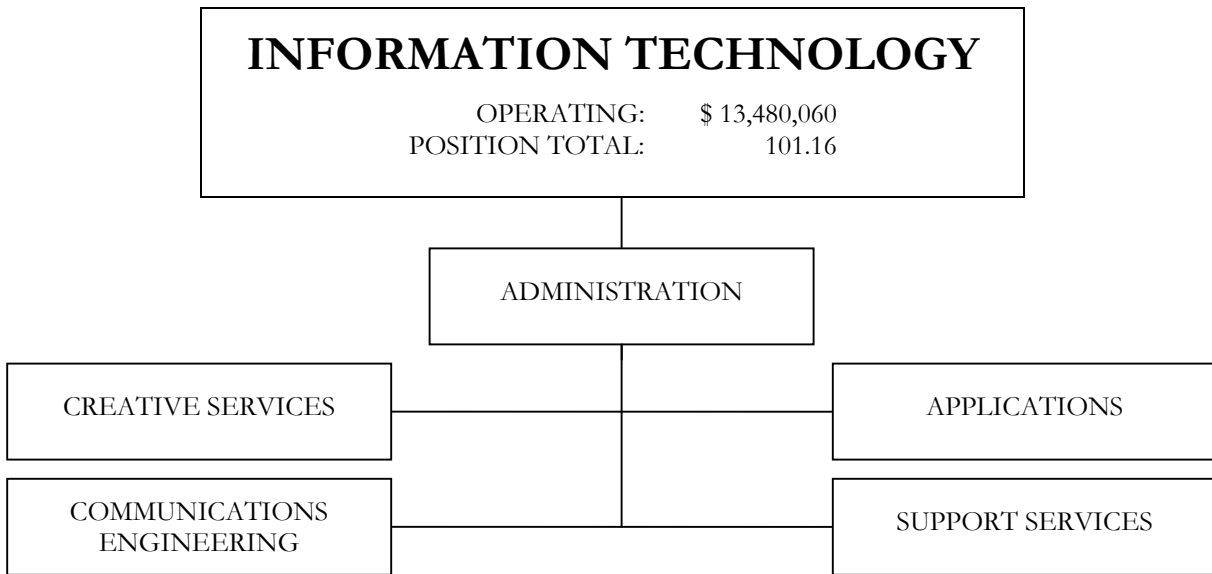 INFORMATION TECHNOLOGY
OPERATING: $ 13,480,060
POSITION TOTAL: 101.16
ADMINISTRATION
CREATIVE SERVICES
APPLICATIONS
COMMUNICATIONS
ENGINEERING
SUPPORT SERVICES